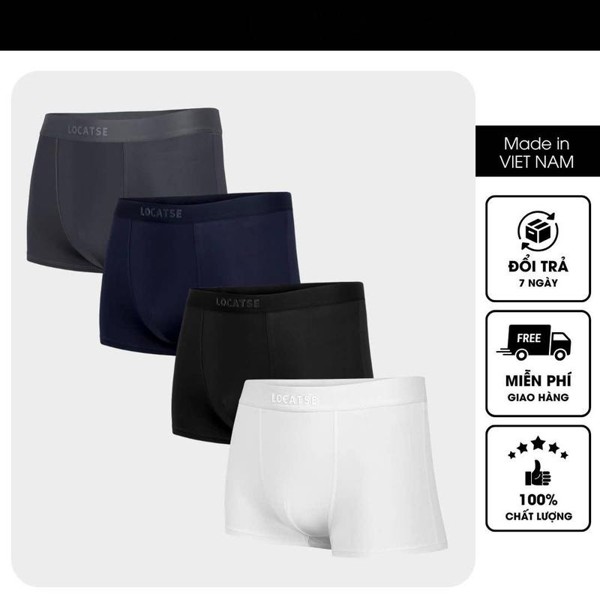 LOCATSE
LOCATSE
LOCATSE
LOCATSE
Made in
VIET NAM
ĐỔI TRẢ
7 NGÀY
FREE
MIỄN PHÍ
GIAO HÀNG
100%
CHẤT LƯỢNG